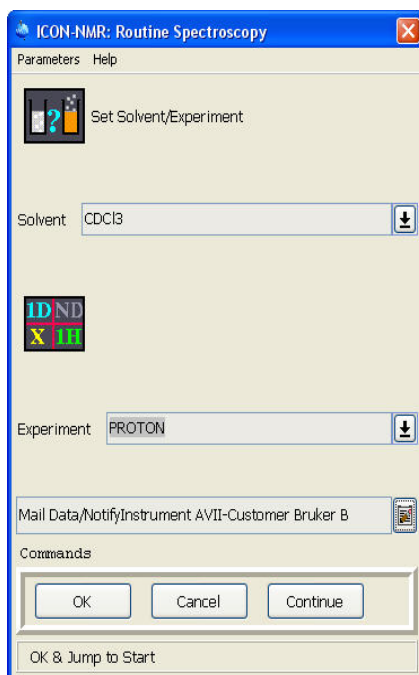 ICON-NMR: Routine Spectroscopy
Parameters Help
? Set Solvent/Experiment
Solvent CDCl3
1D ND
X 1H
Experiment PROTON
Mail Data/NotifyInstrument AVII-Customer Bruker B
Commands
OK Cancel Continue
OK & Jump to Start